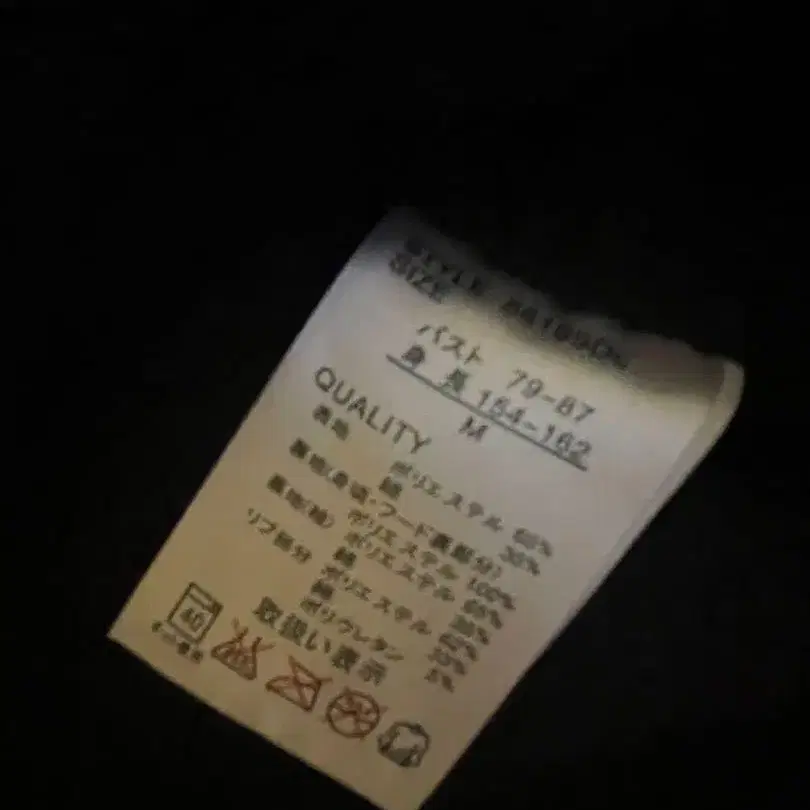 STYLE
SIZE
バスト 79-87
身長 154-162
M
QUALITY
表地 ポリエステル 65%
綿 35%
裏地(身頃・フード裏部分)
ポリエステル 100%
裏地(袖) ポリエステル 65%
綿 35%
リブ部分 ポリエステル
綿
ポリウレタン
取扱い表示
40